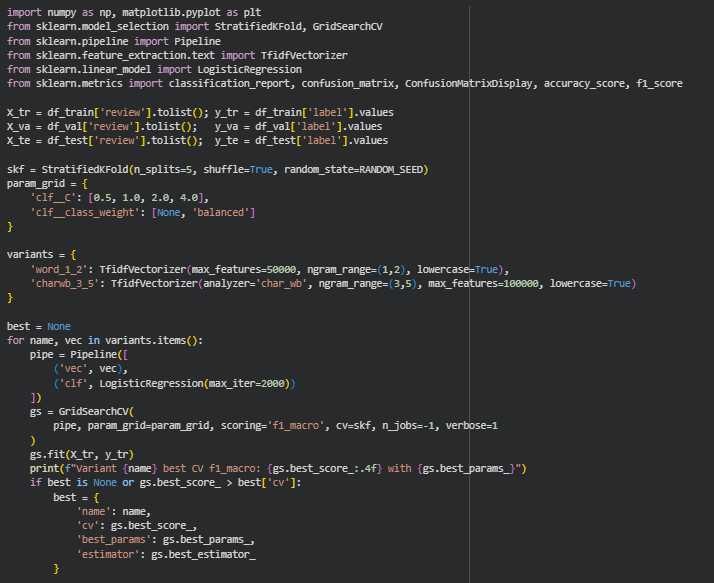 import numpy as np, matplotlib.pyplot as plt
from sklearn.model_selection import StratifiedKFold, GridSearchCV
from sklearn.pipeline import Pipeline
from sklearn.feature_extraction.text import TfidfVectorizer
from sklearn.linear_model import LogisticRegression
from sklearn.metrics import classification_report, confusion_matrix, ConfusionMatrixDisplay, accuracy_score, f1_score

X_tr = df_train['review'].tolist(); y_tr = df_train['label'].values
X_va = df_val['review'].tolist();   y_va = df_val['label'].values
X_te = df_test['review'].tolist();  y_te = df_test['label'].values

skf = StratifiedKFold(n_splits=5, shuffle=True, random_state=RANDOM_SEED)
param_grid = {
    'clf__C': [0.5, 1.0, 2.0, 4.0],
    'clf__class_weight': [None, 'balanced']
}

variants = {
    'word_1_2': TfidfVectorizer(max_features=50000, ngram_range=(1,2), lowercase=True),
    'charwb_3_5': TfidfVectorizer(analyzer='char_wb', ngram_range=(3,5), max_features=100000, lowercase=True)
}

best = None
for name, vec in variants.items():
    pipe = Pipeline([
        ('vec', vec),
        ('clf', LogisticRegression(max_iter=2000))
    ])
    gs = GridSearchCV(
        pipe, param_grid=param_grid, scoring='f1_macro', cv=skf, n_jobs=-1, verbose=1
    )
    gs.fit(X_tr, y_tr)
    print(f"Variant {name} best CV f1_macro: {gs.best_score_:.4f} with {gs.best_params_}")
    if best is None or gs.best_score_ > best['cv']:
        best = {
            'name': name,
            'cv': gs.best_score_,
            'best_params': gs.best_params_,
            'estimator': gs.best_estimator_
        }